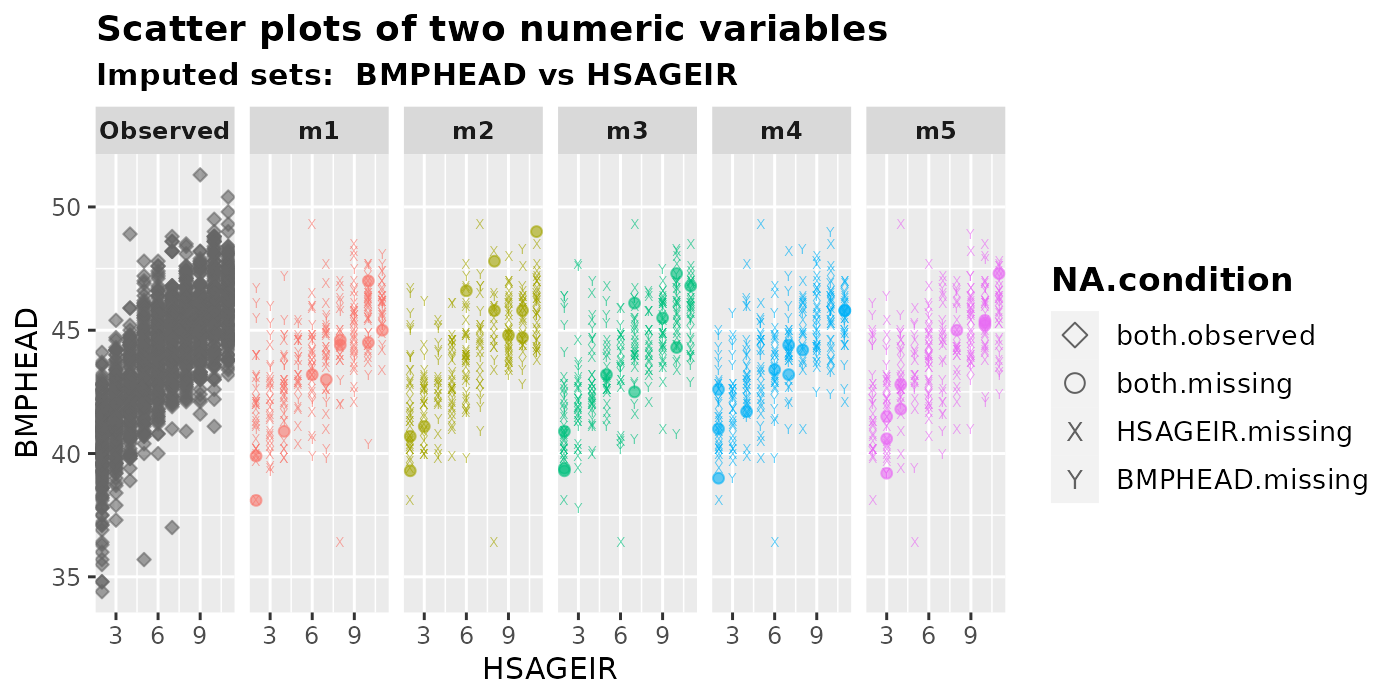 Scatter plots of two numeric variables
Imputed sets:  BMPHEAD vs HSAGEIR
Observed m1 m2 m3 m4 m5
50
45
40
35
BMPHEAD
3 6 9 3 6 9 3 6 9 3 6 9 3 6 9 3 6 9
HSAGEIR
NA.condition
both.observed
both.missing
X HSAGEIR.missing
Y BMPHEAD.missing